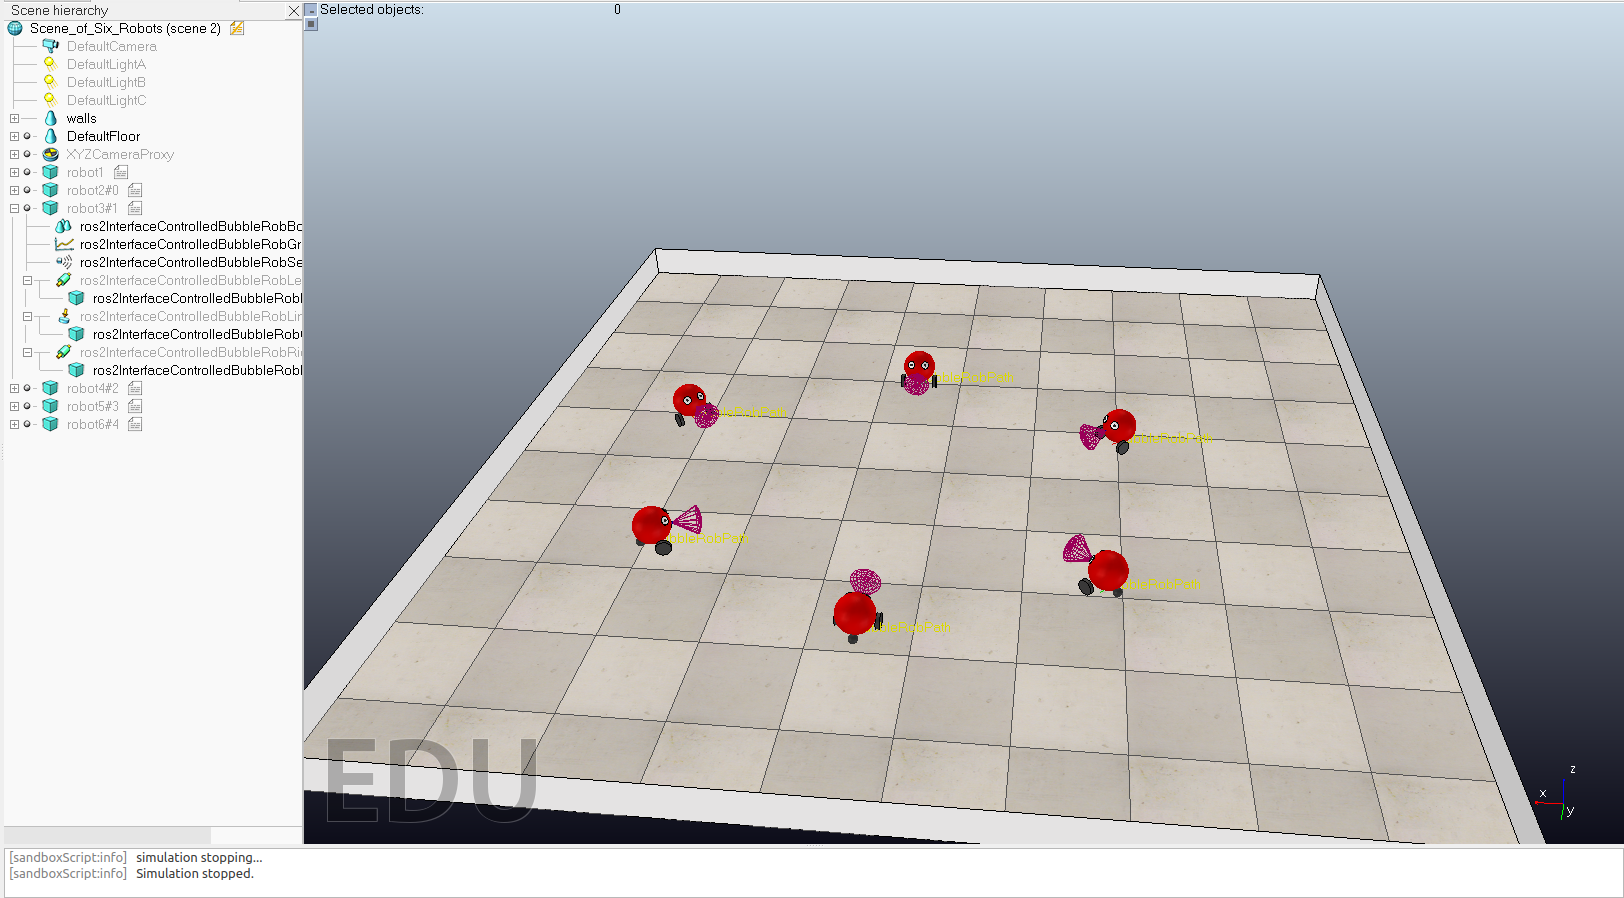 Scene hierarchy
Selected objects: 0
Scene_of_Six_Robots (scene 2)
DefaultCamera
DefaultLightA
DefaultLightB
DefaultLightC
walls
DefaultFloor
XYZCameraProxy
robot1
robot2#0
robot3#1
ros2InterfaceControlledBubbleRobBo
ros2InterfaceControlledBubbleRobGr
ros2InterfaceControlledBubbleRobSe
ros2InterfaceControlledBubbleRobLe
ros2InterfaceControlledBubbleRobl
ros2InterfaceControlledBubbleRobLir
ros2InterfaceControlledBubbleRob
ros2InterfaceControlledBubbleRobRi
ros2InterfaceControlledBubbleRobl
robot4#2
robot5#3
robot6#4
EDU
z
x
y
[sandboxScript:info] simulation stopping...
[sandboxScript:info] Simulation stopped.